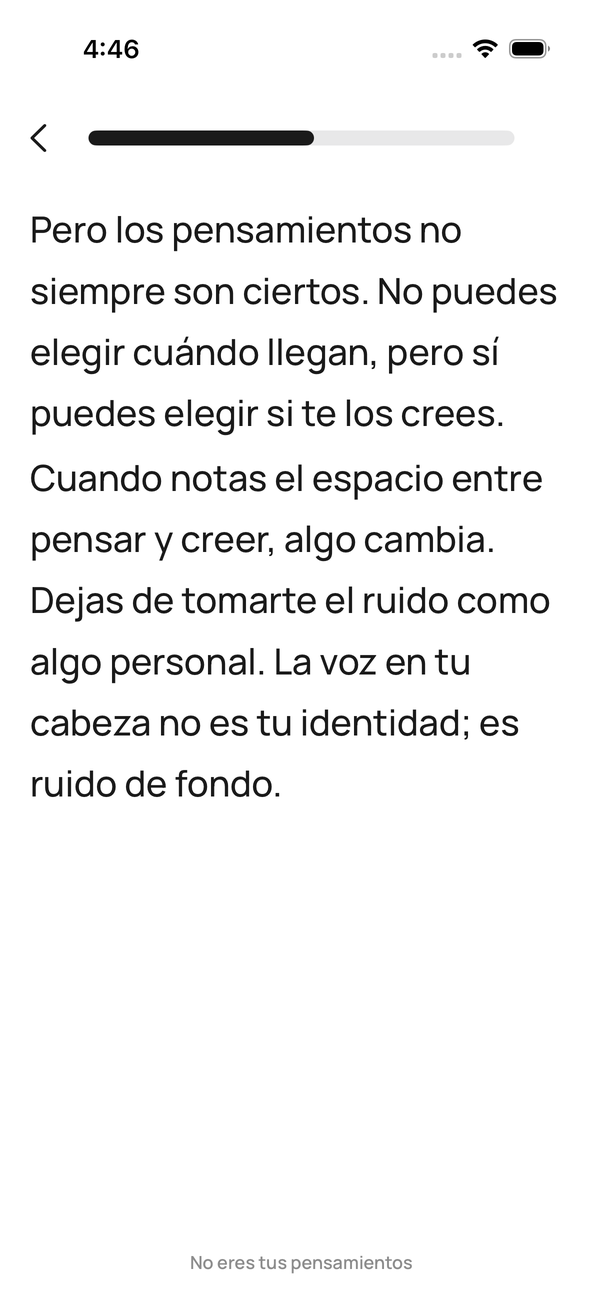 4:46
Pero los pensamientos no
siempre son ciertos. No puedes
elegir cuándo llegan, pero sí
puedes elegir si te los crees.
Cuando notas el espacio entre
pensar y creer, algo cambia.
Dejas de tomarte el ruido como
algo personal. La voz en tu
cabeza no es tu identidad; es
ruido de fondo.
No eres tus pensamientos